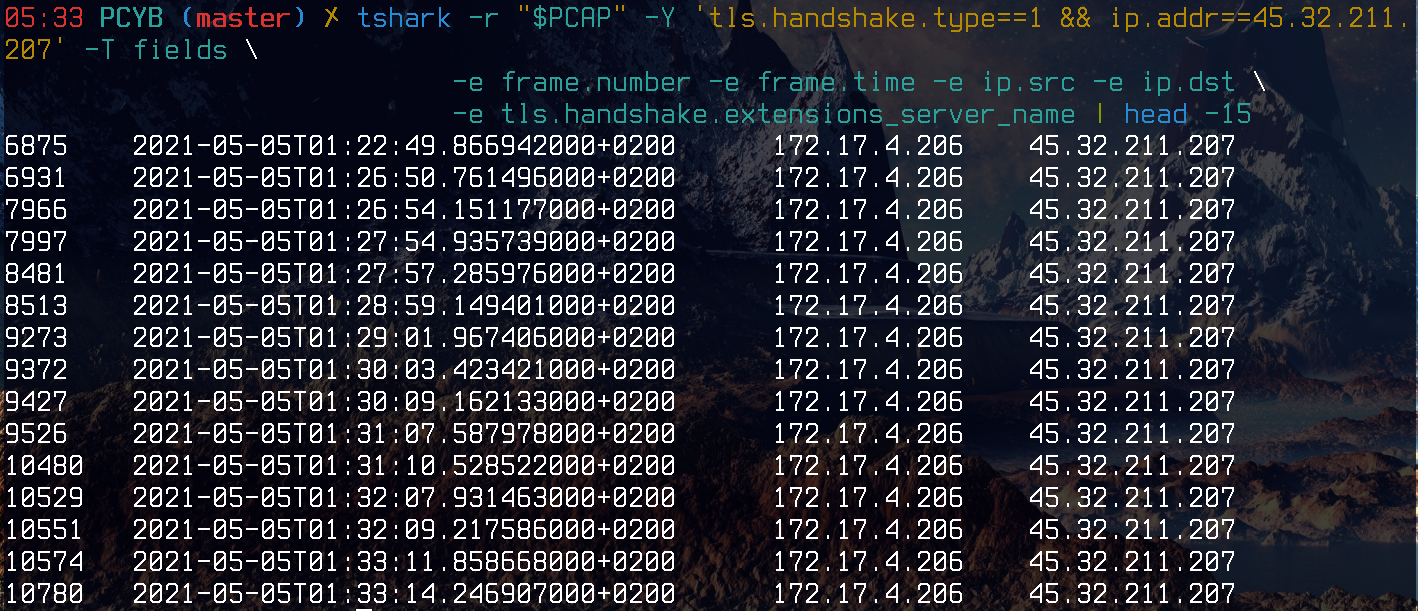 05:33 PCYB (master) ✗ tshark -r "$PCAP" -Y 'tls.handshake.type==1 && ip.addr==45.32.211.
207' -T fields \
-e frame.number -e frame.time -e ip.src -e ip.dst \
-e tls.handshake.extensions_server_name | head -15
6875 2021-05-05T01:22:49.866942000+0200 172.17.4.206 45.32.211.207
6931 2021-05-05T01:26:50.761496000+0200 172.17.4.206 45.32.211.207
7966 2021-05-05T01:26:54.151177000+0200 172.17.4.206 45.32.211.207
7997 2021-05-05T01:27:54.935739000+0200 172.17.4.206 45.32.211.207
8481 2021-05-05T01:27:57.285976000+0200 172.17.4.206 45.32.211.207
8513 2021-05-05T01:28:59.149401000+0200 172.17.4.206 45.32.211.207
9273 2021-05-05T01:29:01.967406000+0200 172.17.4.206 45.32.211.207
9372 2021-05-05T01:30:03.423421000+0200 172.17.4.206 45.32.211.207
9427 2021-05-05T01:30:09.162133000+0200 172.17.4.206 45.32.211.207
9526 2021-05-05T01:31:07.587978000+0200 172.17.4.206 45.32.211.207
10480 2021-05-05T01:31:10.528522000+0200 172.17.4.206 45.32.211.207
10529 2021-05-05T01:32:07.931463000+0200 172.17.4.206 45.32.211.207
10551 2021-05-05T01:32:09.217586000+0200 172.17.4.206 45.32.211.207
10574 2021-05-05T01:33:11.858668000+0200 172.17.4.206 45.32.211.207
10780 2021-05-05T01:33:14.246907000+0200 172.17.4.206 45.32.211.207